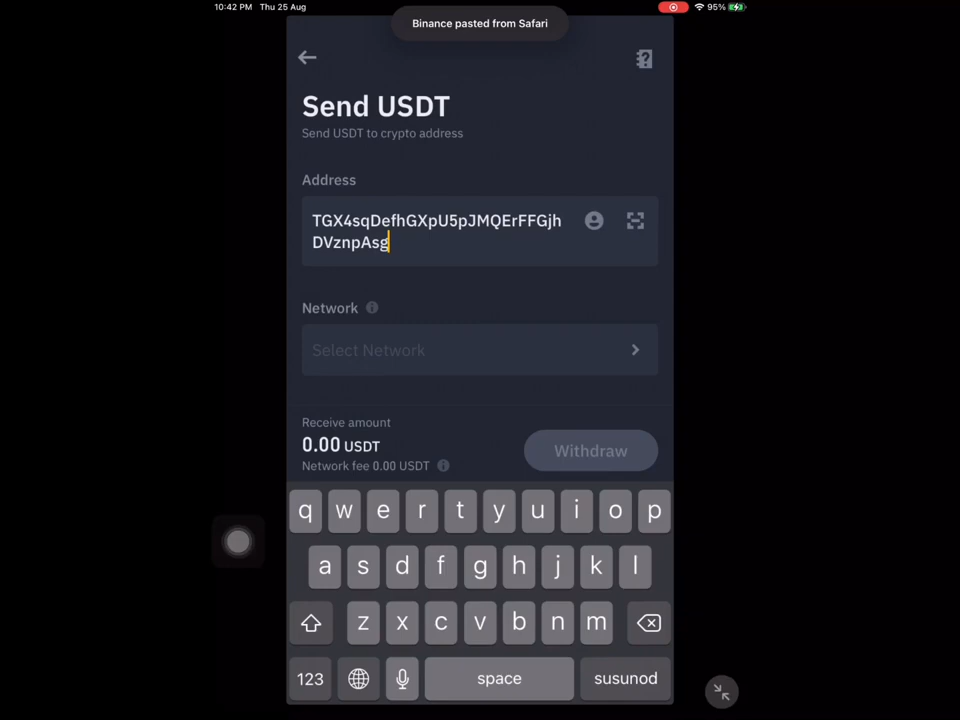 10:42 PM Thu 25 Aug
95%
Binance pasted from Safari
Send USDT
Send USDT to crypto address
Address
TGX4sqDefhGXpU5pJMQErFFGjh
DVznpAsg
Network
Select Network
Receive amount
0.00 USDT
Network fee 0.00 USDT
Withdraw
q w e r t y u i o p
a s d f g h j k l
z x c v b n m
123 space susunod